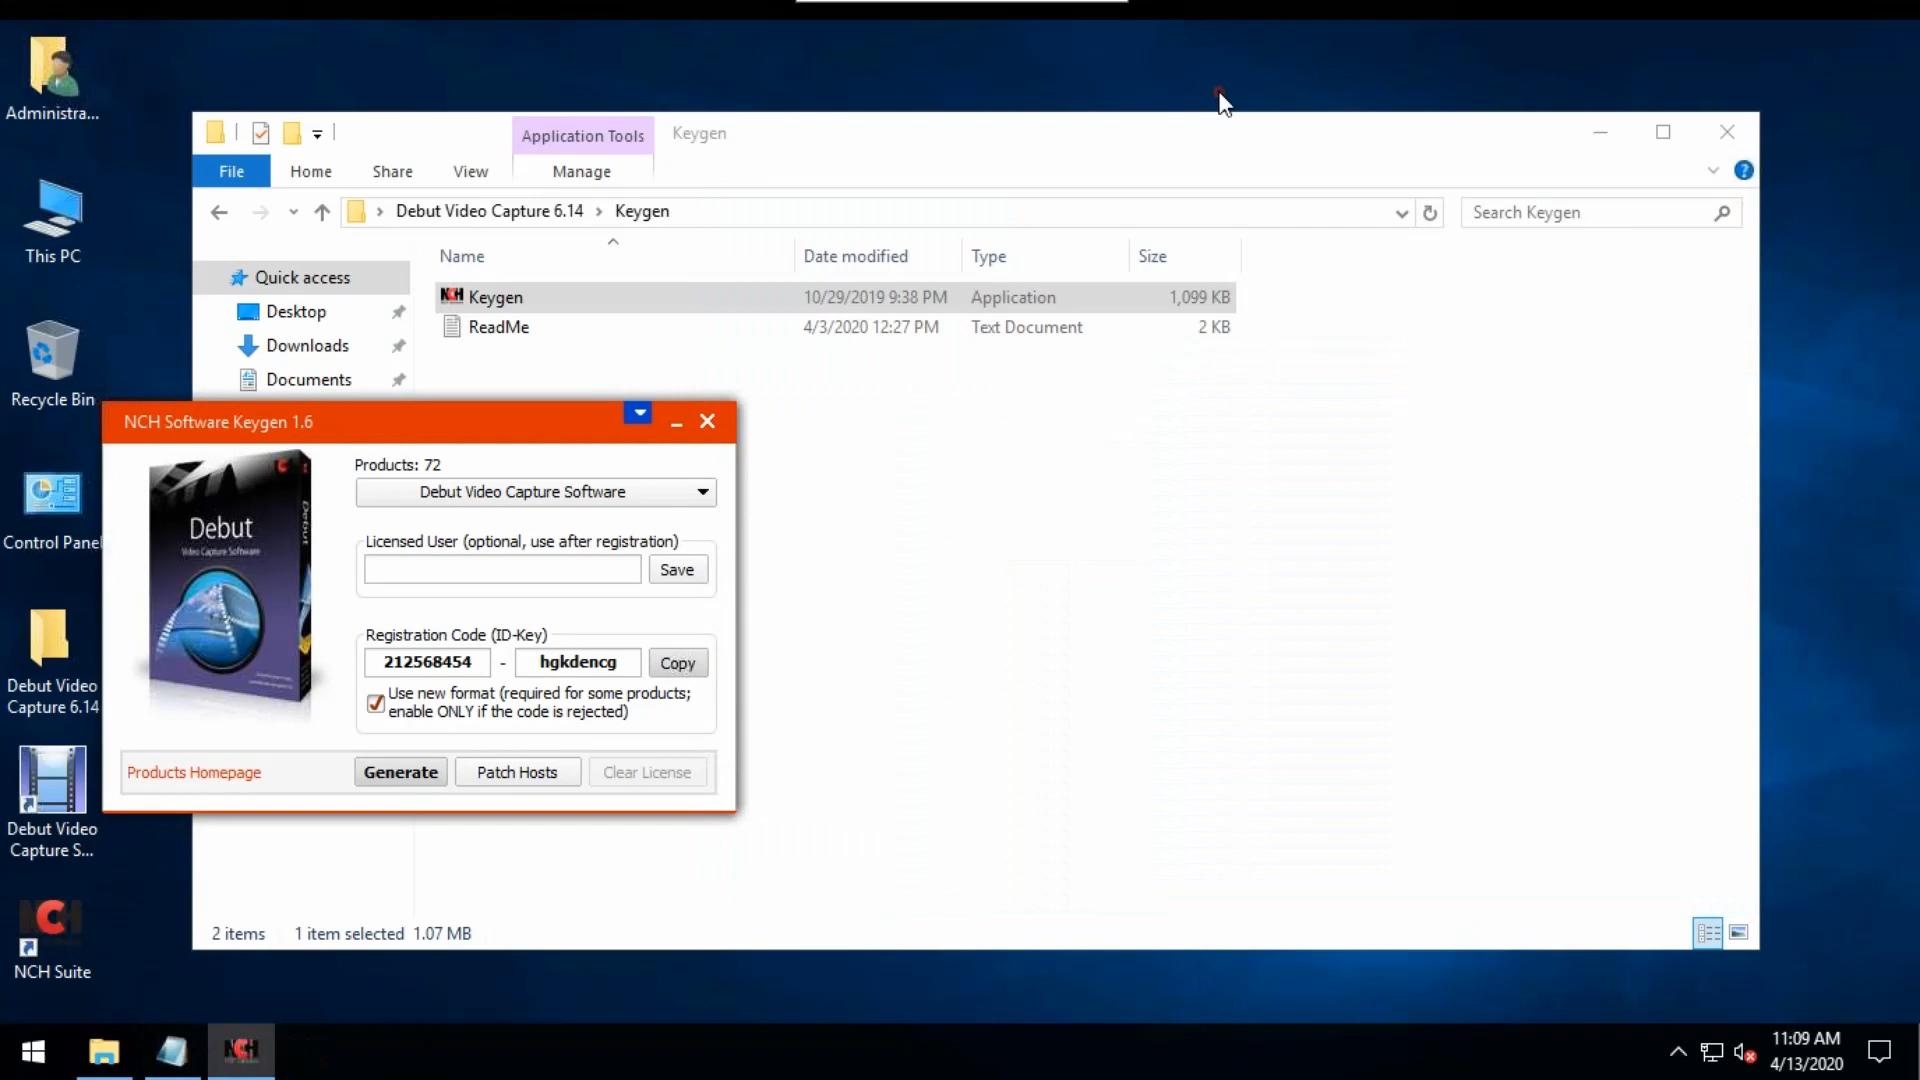 Administra...
This PC
Recycle Bin
Control Panel
Debut Video
Capture 6.14
Debut Video
Capture S...
NCH Suite
Application Tools
Keygen
File
Home
Share
View
Manage
Debut Video Capture 6.14
Keygen
Search Keygen
Name
Date modified
Type
Size
Quick access
Desktop
Downloads
Documents
Keygen
10/29/2019 9:38 PM
Application
1,099 KB
ReadMe
4/3/2020 12:27 PM
Text Document
2 KB
NCH Software Keygen 1.6
Debut
Video Capture Software
Debut
Products: 72
Debut Video Capture Software
Licensed User (optional, use after registration)
Save
Registration Code (ID-Key)
212568454 - hgkdencg
Copy
Use new format (required for some products;
enable ONLY if the code is rejected)
Products Homepage
Generate
Patch Hosts
Clear License
2 items
1 item selected 1.07 MB
NCH
11:09 AM
4/13/2020